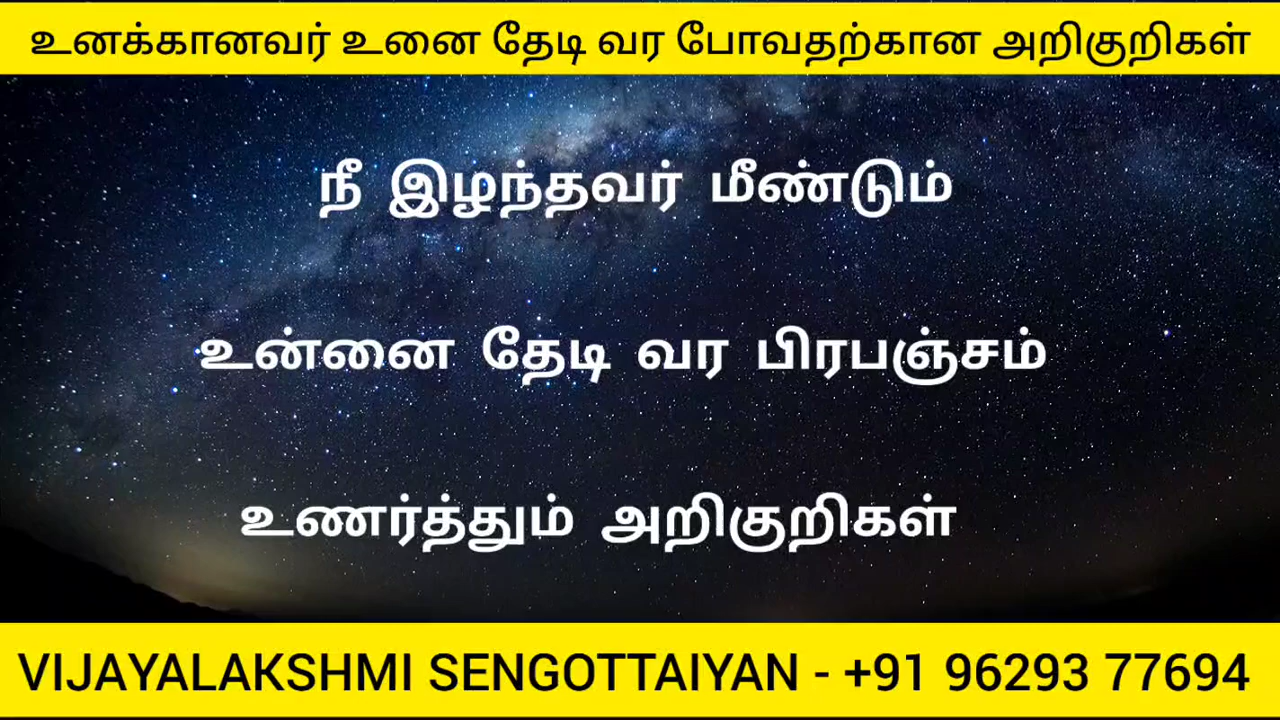 உனக்கானவர் உனை தேடி வர போவதற்கான அறிகுறிகள்
நீ இழந்தவர் மீண்டும்
உன்னை தேடி வர பிரபஞ்சம்
உணர்த்தும் அறிகுறிகள்
VIJAYALAKSHMI SENGOTTAIYAN - +91 96293 77694